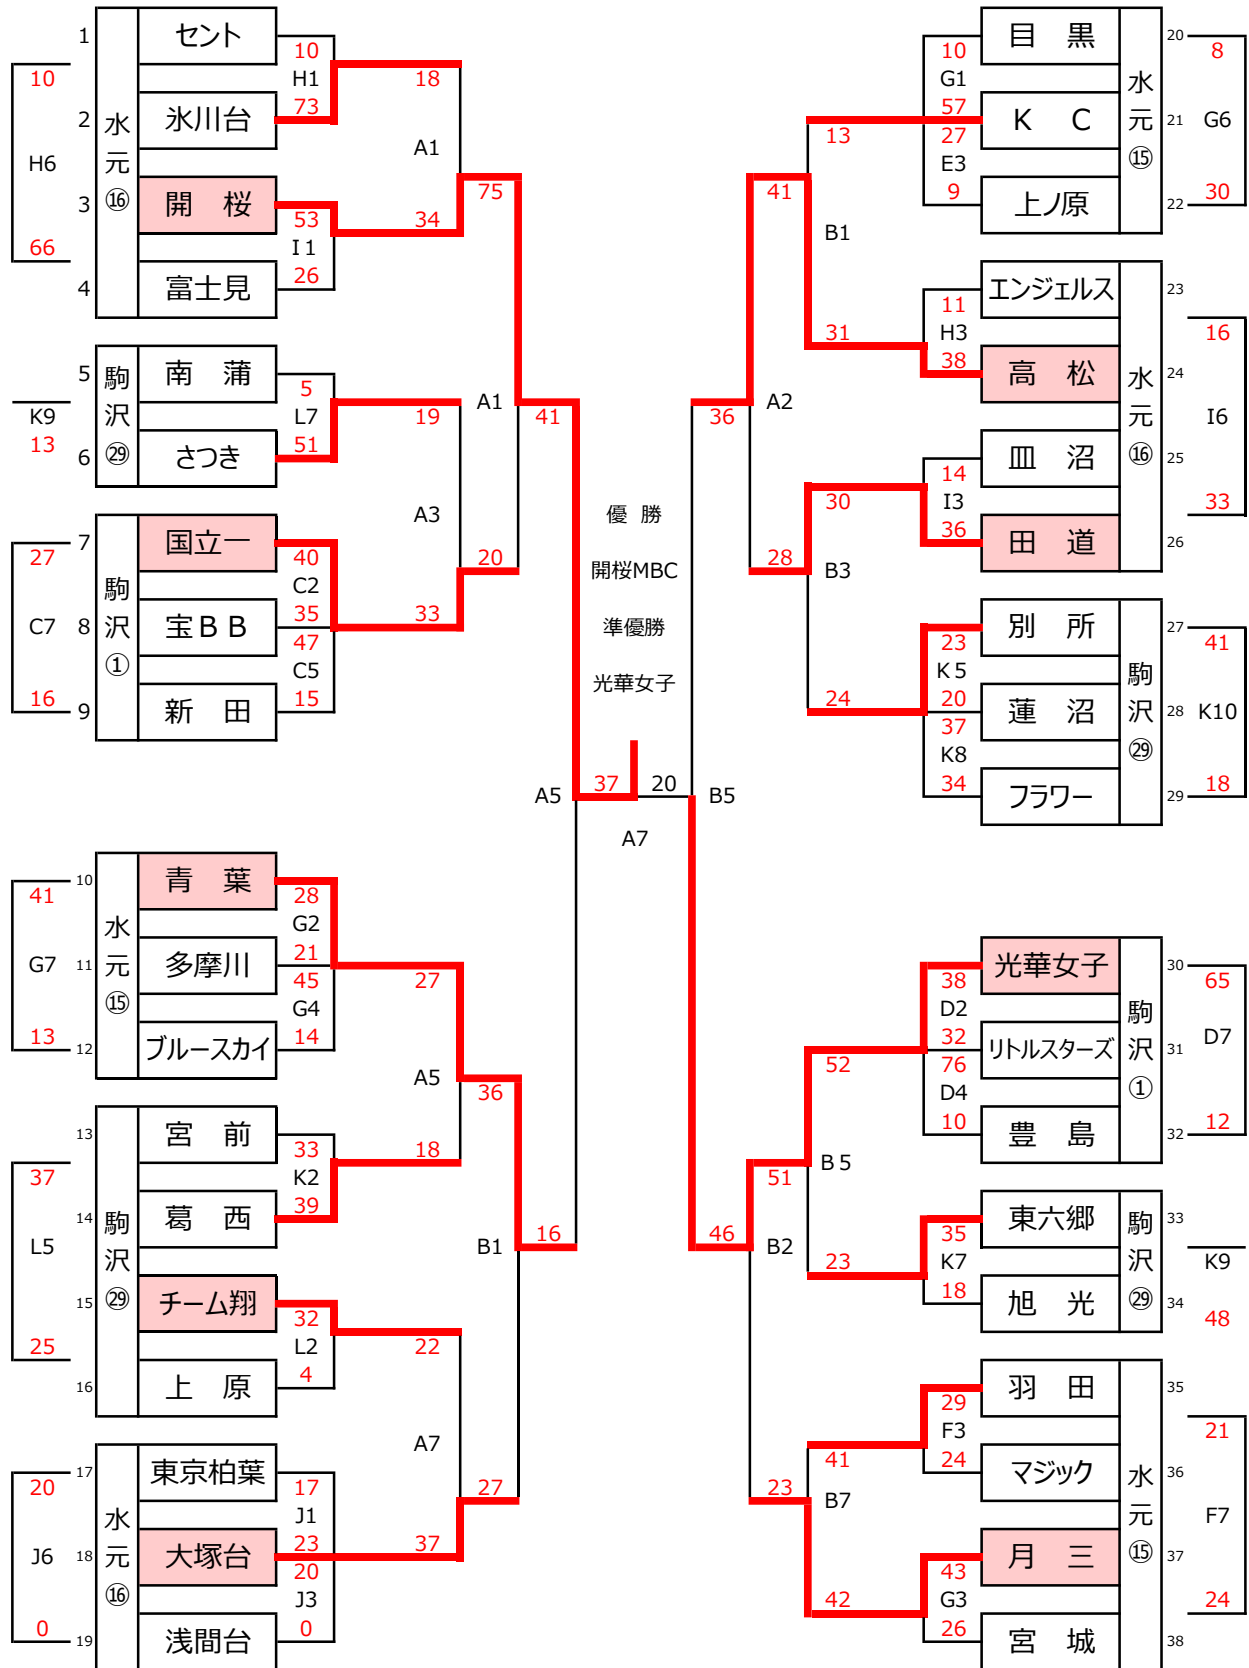 1 セント 10
10 H1 18
2 氷川台 73
H6 A1
水元⑯
3 開桜 53 34 75
66 I1
4 富士見 26
5 南蒲 5
K9 L7 19 A1 41
13 駒沢㉙
6 さつき 51
A3
7 国立一 40
27 C2 20
C7 8 宝BB 35 33
駒沢①
47
C5
16 9 新田 15
優勝
開桜MBC
準優勝
光華女子
A5 37 20 B5
A7
10 青葉 28
41 G2
G7 11 多摩川 21 27
水元⑮
45
G4
13 12 ブルースカイ 14
A5 36
13 宮前 33
37 K2 18
14 葛西 39
L5 駒沢㉙ B1 16
15 チーム翔 32
25 L2 22
16 上原 4
A7
17 東京柏葉 17
20 J1 27
J6 18 大塚台 23 37
水元⑯
20
J3
0 19 浅間台 0
目黒 20
10 8
G1
57 KC 21 G6
13 27 水元⑮
E3
41 9 上ノ原 22 30
B1
エンジェルス 23
11 16
31 H3
38 高松 24
36 A2 水元⑯ I6
皿沼 25
14
30 I3 33
36 田道 26
28 B3
別所 27
23 41
K5
24 20 蓮沼 28 K10
37 駒沢㉙
K8
34 フラワー 29 18
光華女子 30
38 65
D2
52 32 リトルスターズ 31 D7
76 駒沢①
D4
10 豊島 32 12
51 B5
東六郷 33
35
46 B2 23 K7 駒沢㉙ K9
18 旭光 34 48
羽田 35
29 21
41 F3
24 マジック 36
23 B7 水元⑮ F7
月三 37
43
42 G3 24
26 宮城 38